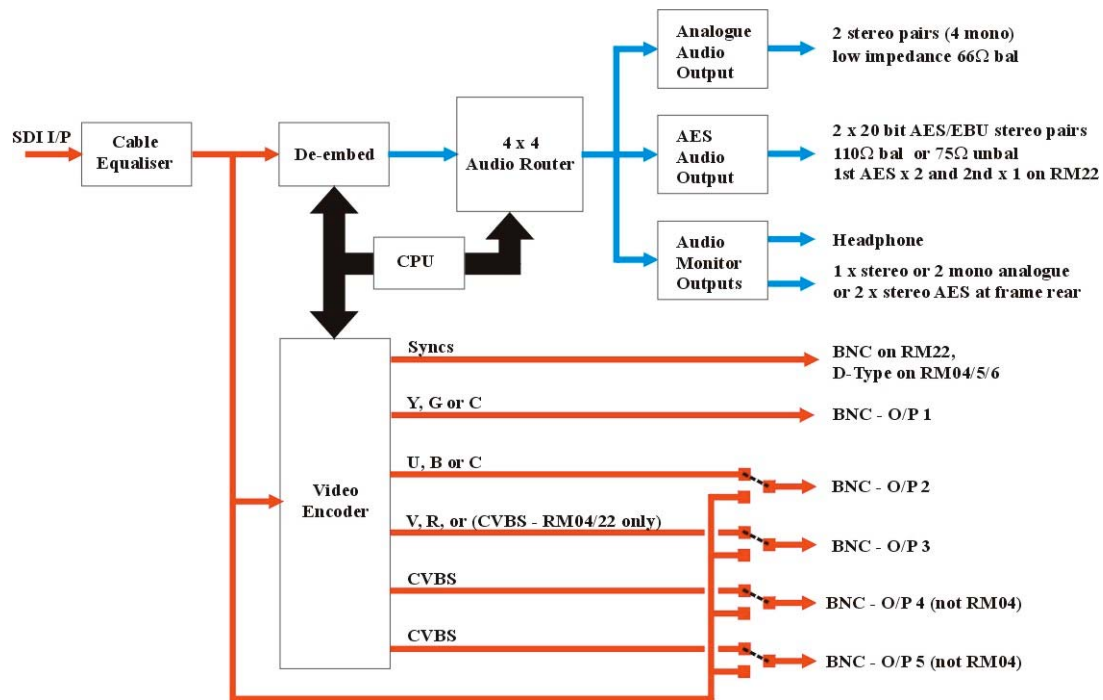 Analogue
Audio
Output
2 stereo pairs (4 mono)
low impedance 66Ω bal
SDI I/P
Cable
Equaliser
De-embed
4 x 4
Audio Router
AES
Audio
Output
2 x 20 bit AES/EBU stereo pairs
110Ω bal or 75Ω unbal
1st AES x 2 and 2nd x 1 on RM22
CPU
Audio
Monitor
Outputs
Headphone
1 x stereo or 2 mono analogue
or 2 x stereo AES at frame rear
Video
Encoder
Syncs
BNC on RM22,
D-Type on RM04/5/6
Y, G or C
BNC - O/P 1
U, B or C
BNC - O/P 2
V, R, or (CVBS - RM04/22 only)
BNC - O/P 3
CVBS
BNC - O/P 4 (not RM04)
CVBS
BNC - O/P 5 (not RM04)